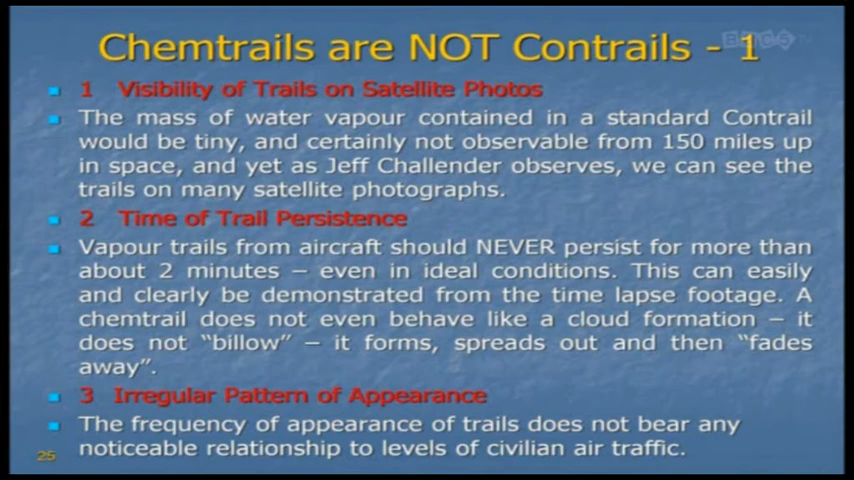 Chemtrails are NOT Contrails - 1
1 Visibility of Trails on Satellite Photos
The mass of water vapour contained in a standard Contrail
would be tiny, and certainly not observable from 150 miles up
in space, and yet as Jeff Challender observes, we can see the
trails on many satellite photographs.
2 Time of Trail Persistence
Vapour trails from aircraft should NEVER persist for more than
about 2 minutes – even in ideal conditions. This can easily
and clearly be demonstrated from the time lapse footage. A
chemtrail does not even behave like a cloud formation – it
does not “billow” – it forms, spreads out and then “fades
away”.
3 Irregular Pattern of Appearance
The frequency of appearance of trails does not bear any
noticeable relationship to levels of civilian air traffic.
25